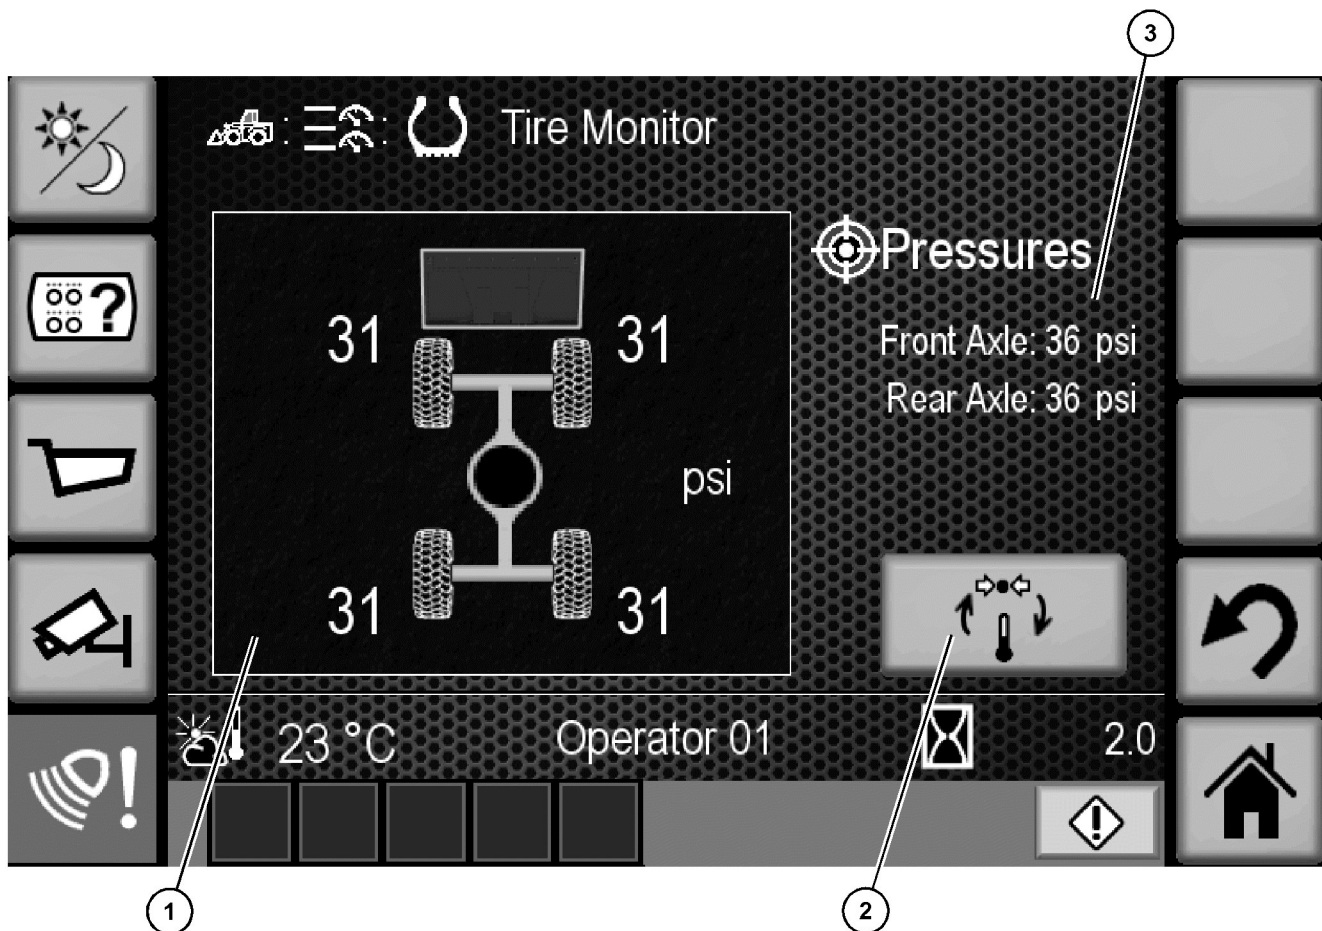 3
: : Tire Monitor
Pressures
31 31
Front Axle: 36 psi
Rear Axle: 36 psi
psi
31 31
23 °C Operator 01 2.0
?
!
!
1 2